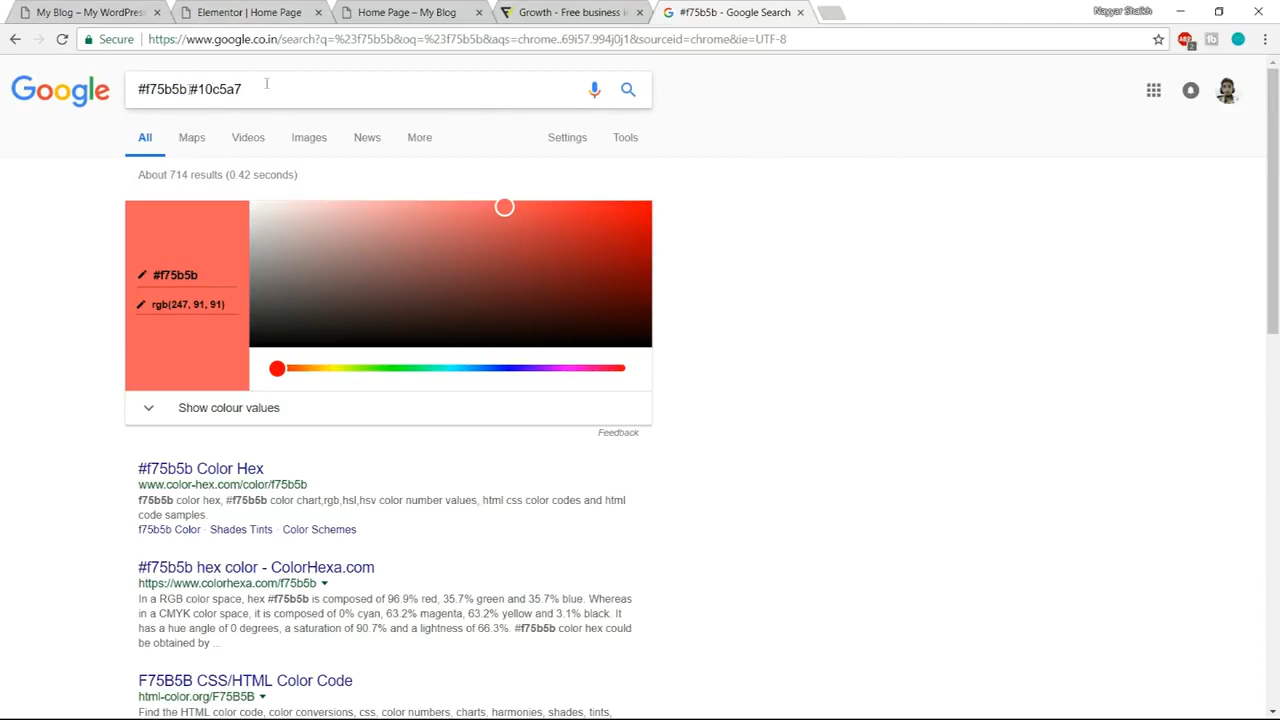 My Blog – My WordPress
Elementor | Home Page
Home Page – My Blog
Growth - Free business i
#f75b5b - Google Search
Nayyar Shaikh
Secure
https://www.google.co.in/search?q=%23f75b5b&oq=%23f75b5b&aqs=chrome..69i57.994j0j1&sourceid=chrome&ie=UTF-8
Google
#f75b5b #10c5a7
All
Maps
Videos
Images
News
More
Settings
Tools
About 714 results (0.42 seconds)
#f75b5b
rgb(247, 91, 91)
Show colour values
Feedback
#f75b5b Color Hex
www.color-hex.com/color/f75b5b
f75b5b color hex, #f75b5b color chart,rgb,hsl,hsv color number values, html css color codes and html
code samples.
f75b5b Color · Shades Tints · Color Schemes
#f75b5b hex color - ColorHexa.com
https://www.colorhexa.com/f75b5b
In a RGB color space, hex #f75b5b is composed of 96.9% red, 35.7% green and 35.7% blue. Whereas
in a CMYK color space, it is composed of 0% cyan, 63.2% magenta, 63.2% yellow and 3.1% black. It
has a hue angle of 0 degrees, a saturation of 90.7% and a lightness of 66.3%. #f75b5b color hex could
be obtained by ...
F75B5B CSS/HTML Color Code
html-color.org/F75B5B
Find the HTML color code, color conversions, css, color numbers, charts, harmonies, shades, tints,